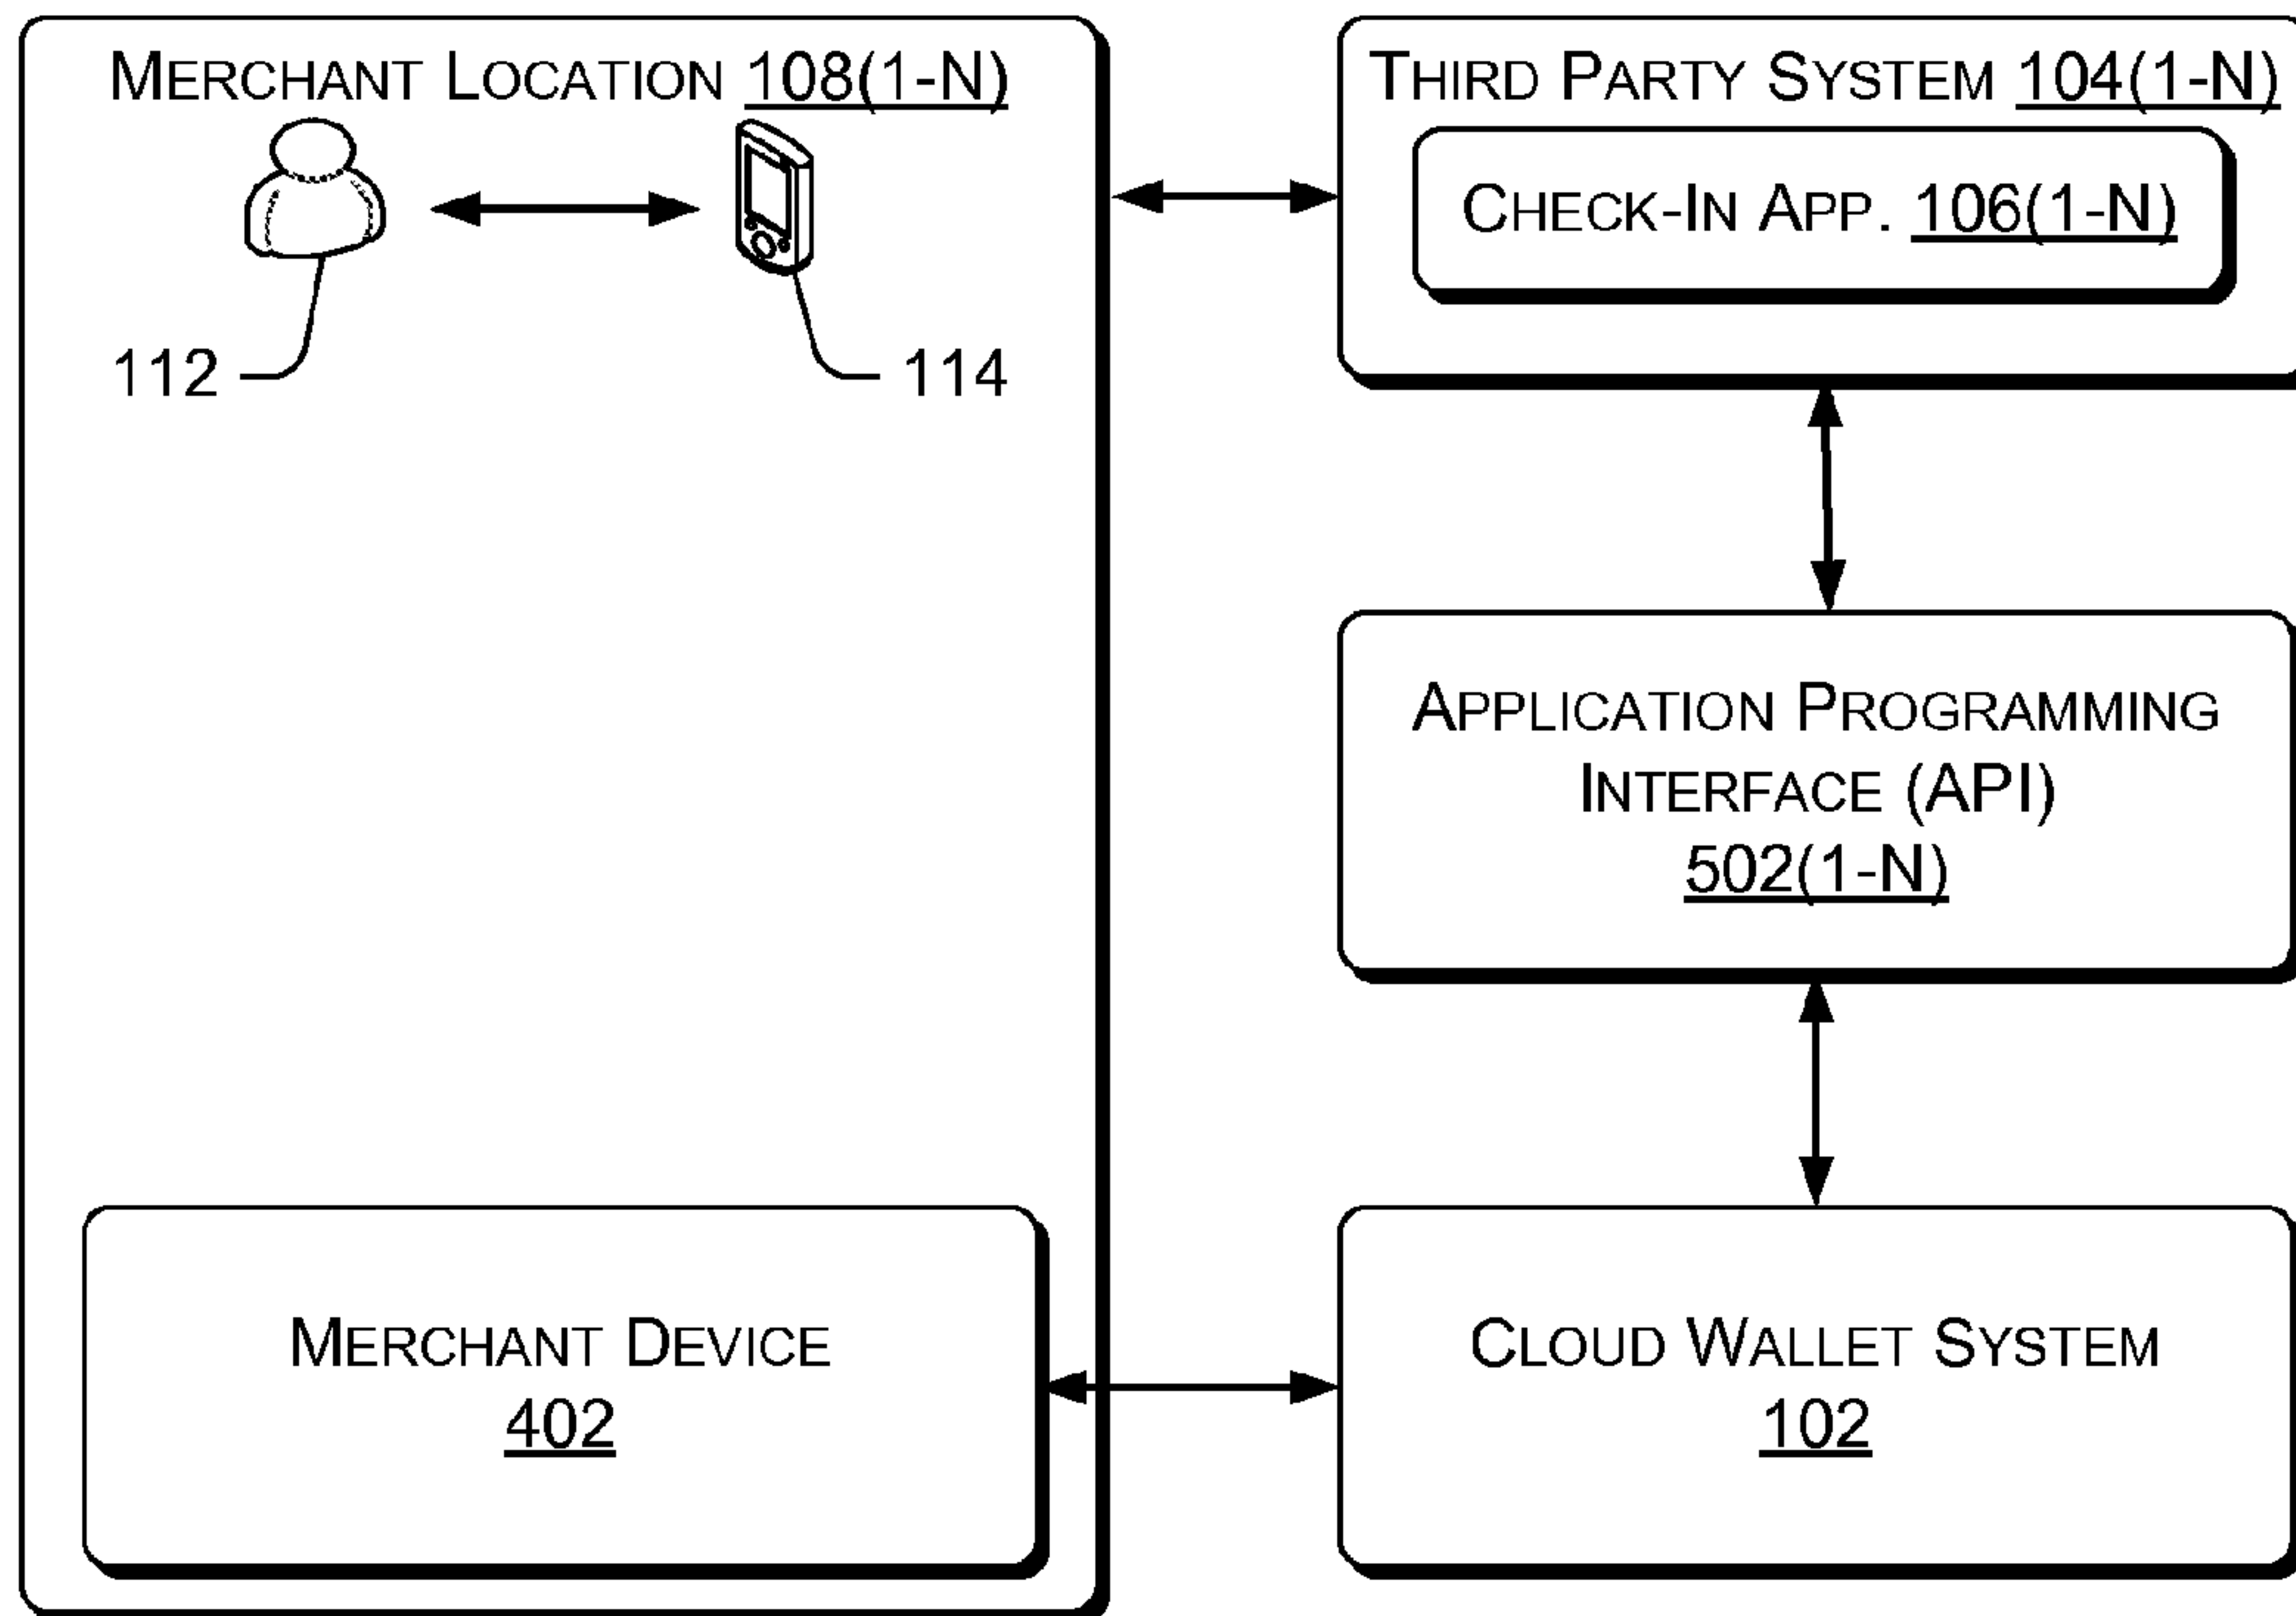 MERCHANT LOCATION 108(1-N)
112
114
MERCHANT DEVICE
402
THIRD PARTY SYSTEM 104(1-N)
CHECK-IN APP. 106(1-N)
APPLICATION PROGRAMMING
INTERFACE (API)
502(1-N)
CLOUD WALLET SYSTEM
102